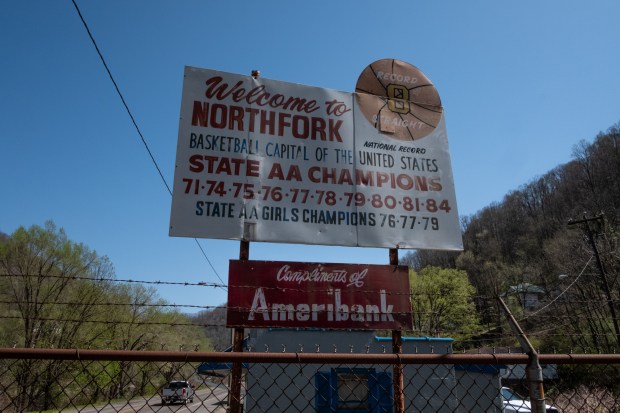 Welcome to
NORTHFORK
RECORD
8
STRAIGHT
NATIONAL RECORD
BASKETBALL CAPITAL OF THE UNITED STATES
STATE AA CHAMPIONS
71-74-75-76-77-78-79-80-81-84
STATE AA GIRLS CHAMPIONS 76-77-79
Compliments of
Ameribank